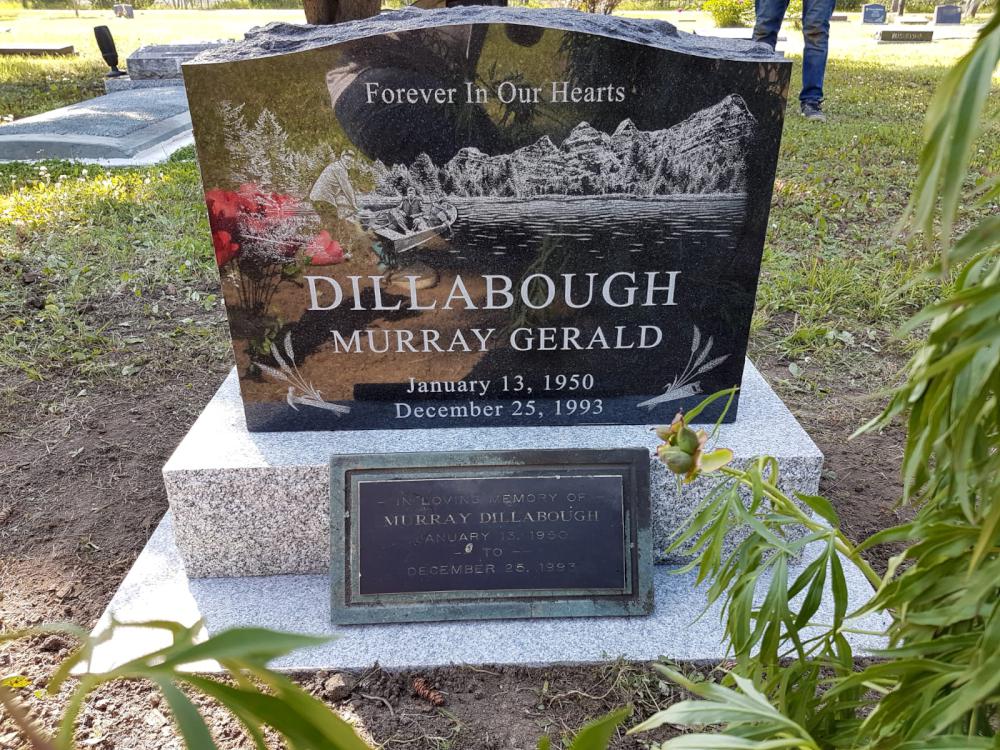 Forever In Our Hearts
DILLABOUGH
MURRAY GERALD
January 13, 1950
December 25, 1993
- IN LOVING MEMORY OF -
MURRAY DILLABOUGH
JANUARY 13, 1950
- TO -
DECEMBER 25, 1993